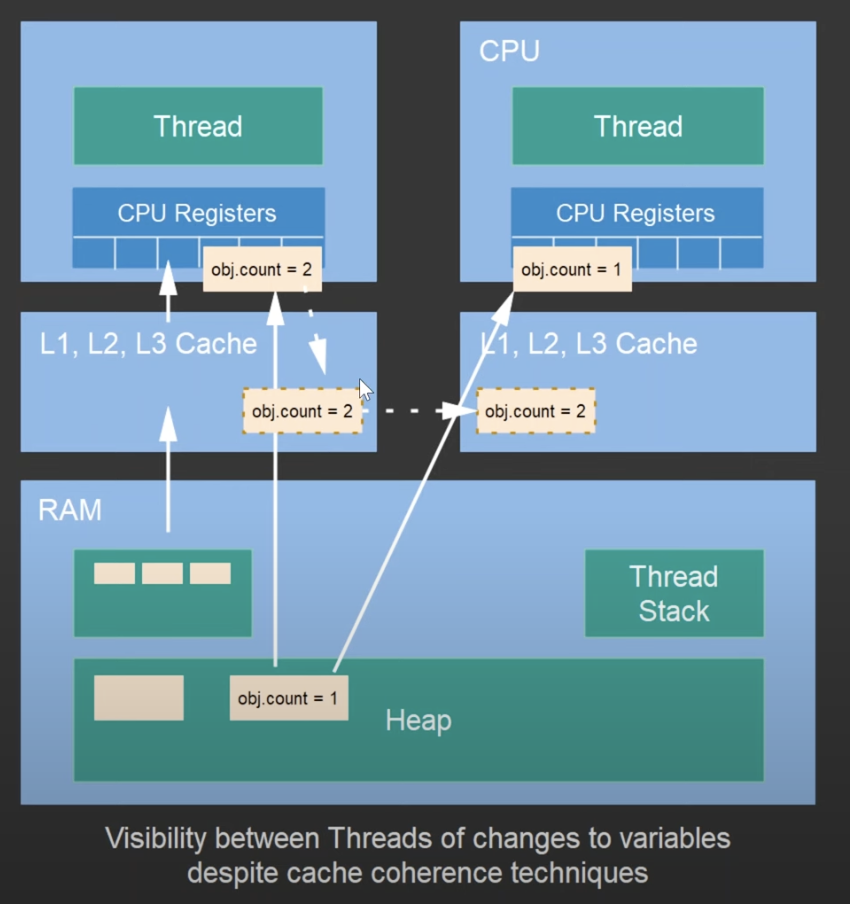 CPU
Thread
Thread
CPU Registers
CPU Registers
obj.count = 2
obj.count = 1
L1, L2, L3 Cache
L1, L2, L3 Cache
obj.count = 2
obj.count = 2
RAM
Thread
Stack
obj.count = 1
Heap
Visibility between Threads of changes to variables
despite cache coherence techniques